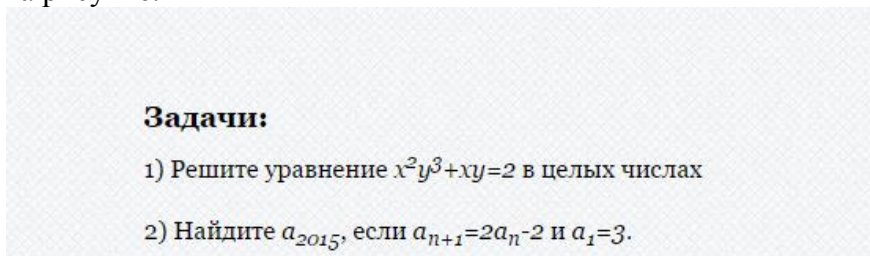 Задачи:
1) Решите уравнение x²y³+xy=2 в целых числах
2) Найдите a₂₀₁₅, если aₙ₊₁=2aₙ-2 и a₁=3.